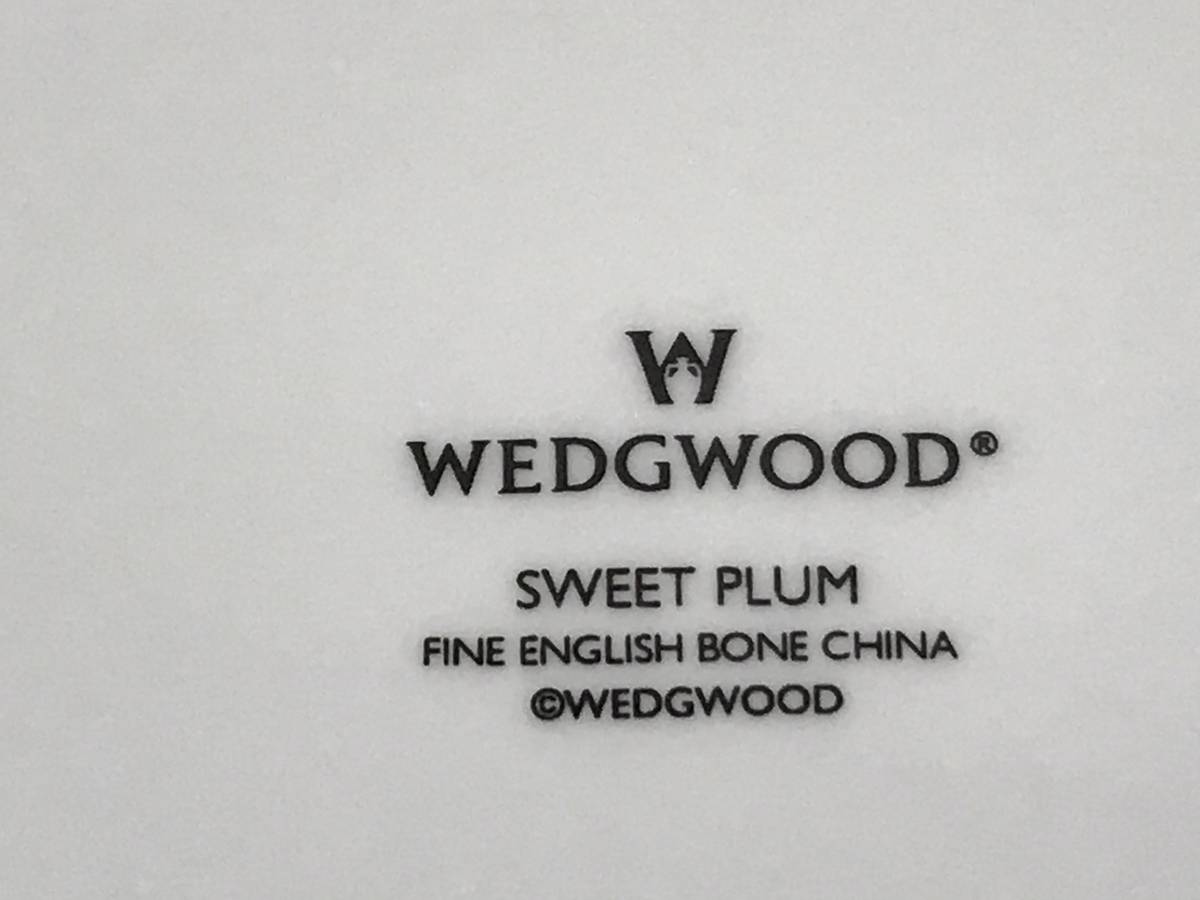 W
WEDGWOOD®
SWEET PLUM
FINE ENGLISH BONE CHINA
©WEDGWOOD